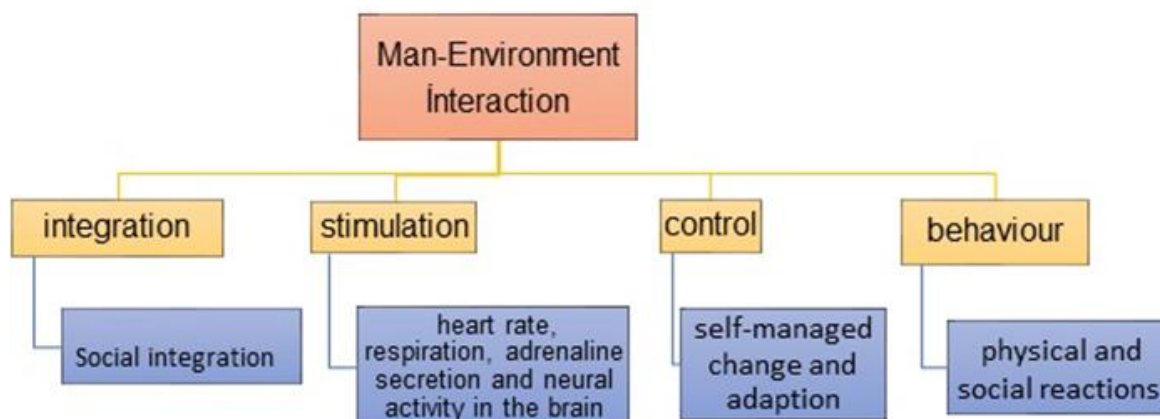 Man-Environment
İnteraction
integration
stimulation
control
behaviour
Social integration
heart rate,
respiration, adrenaline
secretion and neural
activity in the brain
self-managed
change and
adaption
physical and
social reactions